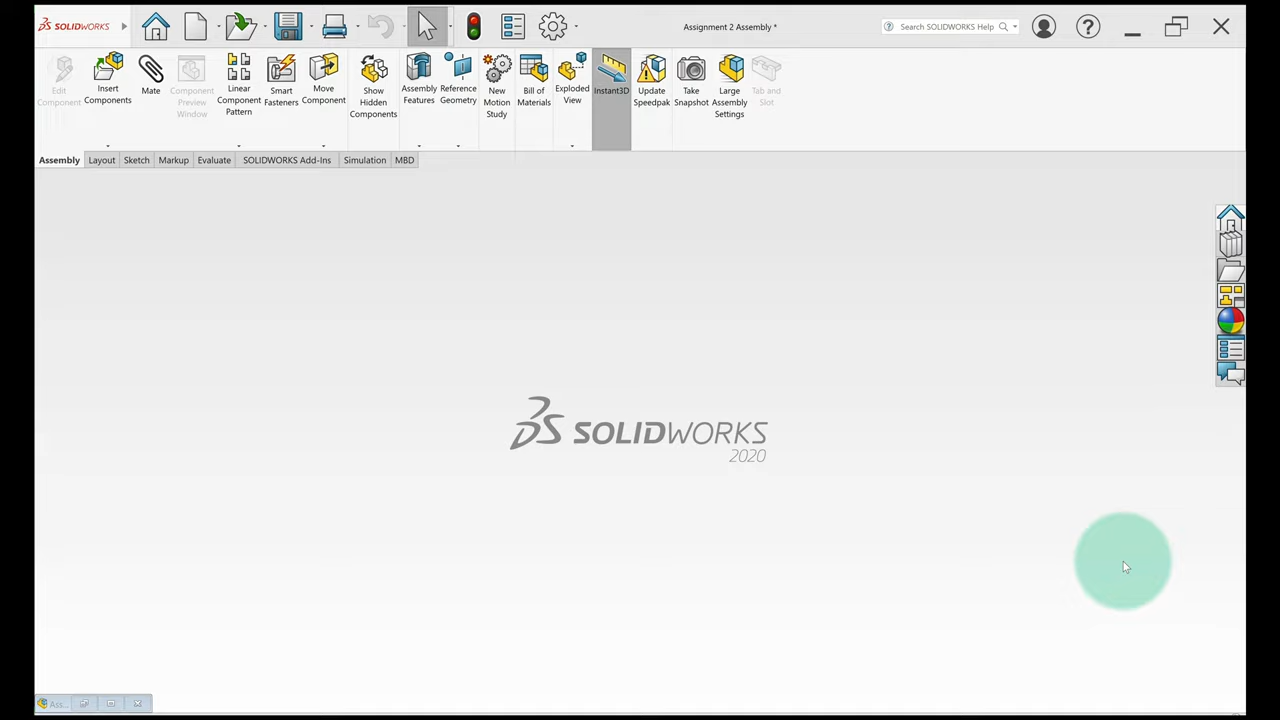 SOLIDWORKS
Assignment 2 Assembly *
Search SOLIDWORKS Help
Edit Component
Insert Components
Mate
Component Preview Window
Linear Component Pattern
Smart Fasteners
Move Component
Show Hidden Components
Assembly Features
Reference Geometry
New Motion Study
Bill of Materials
Exploded View
Instant3D
Update Speedpak
Take Snapshot
Large Assembly Settings
Tab and Slot
Assembly Layout Sketch Markup Evaluate SOLIDWORKS Add-Ins Simulation MBD
SOLIDWORKS
2020
Ass...